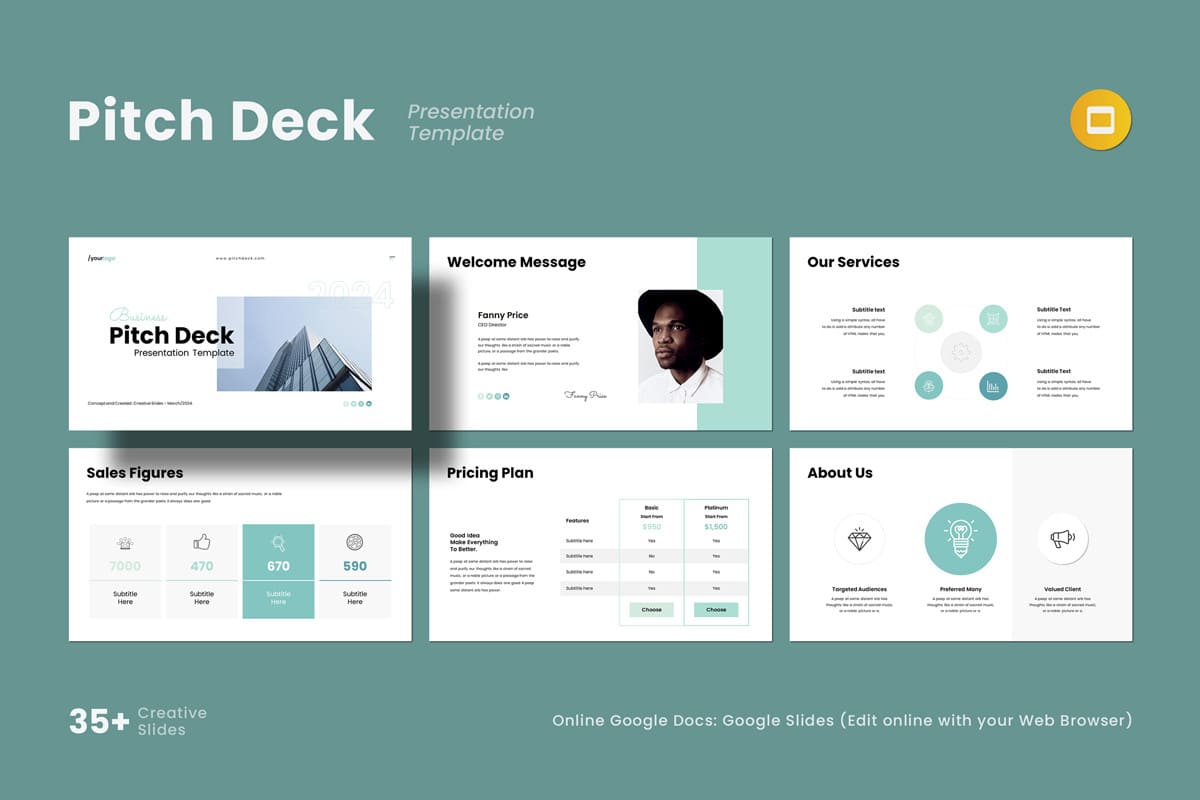 Pitch Deck
Presentation
Template
/yourlogo
www.pitchdeck.com
2024
Business
Pitch Deck
Presentation Template
Concept and Created: Creative Slides - March/2024
Welcome Message
Fanny Price
CEO Director
A peep at some distant orb has power to raise and purify
our thoughts like a strain of sacred music or a noble
picture, or a passage from the grander poets.
A peep at some distant orb has power to raise and purify
our thoughts like
Fanny Price
Our Services
Subtitle text
Using a simple syntax, all have
to do is add a attribute any number
of HTML nodes that you.
Subtitle Text
Using a simple syntax, all have
to do is add a attribute any number
of HTML nodes that you.
Subtitle text
Using a simple syntax, all have
to do is add a attribute any number
of HTML nodes that you.
Subtitle Text
Using a simple syntax, all have
to do is add a attribute any number
of HTML nodes that you.
Sales Figures
A peep at some distant orb has power to raise and purify our thoughts like a strain of sacred music, or a noble
picture or a passage from the grander poets. It always does one good
7000
Subtitle
Here
470
Subtitle
Here
670
Subtitle
Here
590
Subtitle
Here
Pricing Plan
Good Idea
Make Everything
To Better.
A peep at some distant orb has power to raise
and purify our thoughts like a strain of sacred
music, or a noble picture or a passage from the
grander poets. It always does one good A peep
some distant orb has power
Features
Basic
Start From
$950
Platinum
Start From
$1,500
Subtitle here Yes Yes
Subtitle here No Yes
Subtitle here No Yes
Subtitle here Yes Yes
Choose Choose
About Us
Targeted Audiences
A peep at some distant orb has
thoughts like a strain of sacred music,
or a noble picture or a.
Preferred Many
A peep at some distant orb has
thoughts like a strain of sacred music,
or a noble picture or a.
Valued Client
A peep at some distant orb has
thoughts like a strain of sacred music,
or a noble picture or a.
35+ Creative
Slides
Online Google Docs: Google Slides (Edit online with your Web Browser)